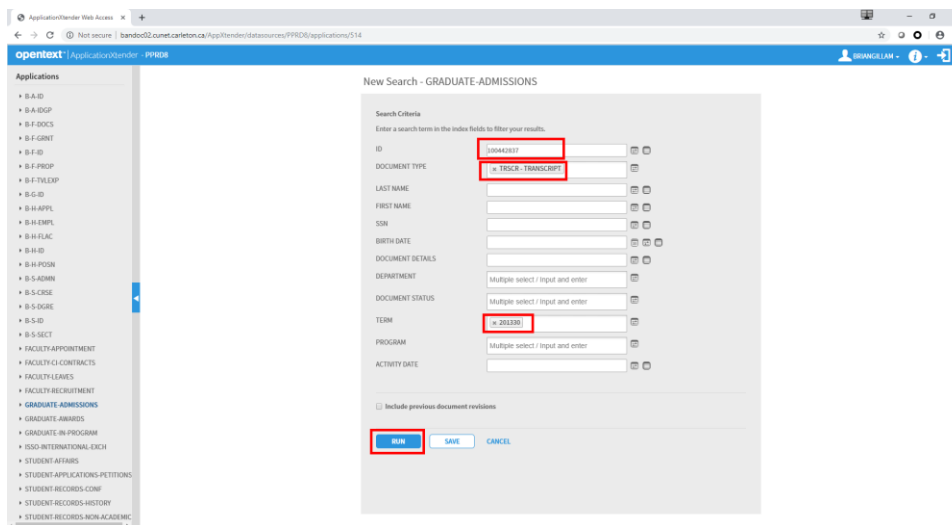 ApplicationXtender Web Access
Not secure | bandoc02.cunet.carleton.ca/AppXtender/datasources/PPRD8/applications/514
opentext™ | ApplicationXtender - PPRD8
BRIANGILLAM
Applications
B-A-ID
B-A-IDGP
B-F-DOCS
B-F-GRNT
B-F-ID
B-F-PROP
B-F-TVLEXP
B-G-ID
B-H-APPL
B-H-EMPL
B-H-FLAC
B-H-ID
B-H-POSN
B-S-ADMN
B-S-CRSE
B-S-DGRE
B-S-ID
B-S-SECT
FACULTY-APPOINTMENT
FACULTY-CI-CONTRACTS
FACULTY-LEAVES
FACULTY-RECRUITMENT
GRADUATE-ADMISSIONS
GRADUATE-AWARDS
GRADUATE-IN-PROGRAM
ISSO-INTERNATIONAL-EXCH
STUDENT-AFFAIRS
STUDENT-APPLICATIONS-PETITIONS
STUDENT-RECORDS-CONF
STUDENT-RECORDS-HISTORY
STUDENT-RECORDS-NON-ACADEMIC
New Search - GRADUATE-ADMISSIONS
Search Criteria
Enter a search term in the index fields to filter your results.
ID 100442837
DOCUMENT TYPE TRSCR - TRANSCRIPT
LAST NAME
FIRST NAME
SSN
BIRTH DATE
DOCUMENT DETAILS
DEPARTMENT Multiple select / Input and enter
DOCUMENT STATUS Multiple select / Input and enter
TERM 201330
PROGRAM Multiple select / Input and enter
ACTIVITY DATE
Include previous document revisions
RUN SAVE CANCEL